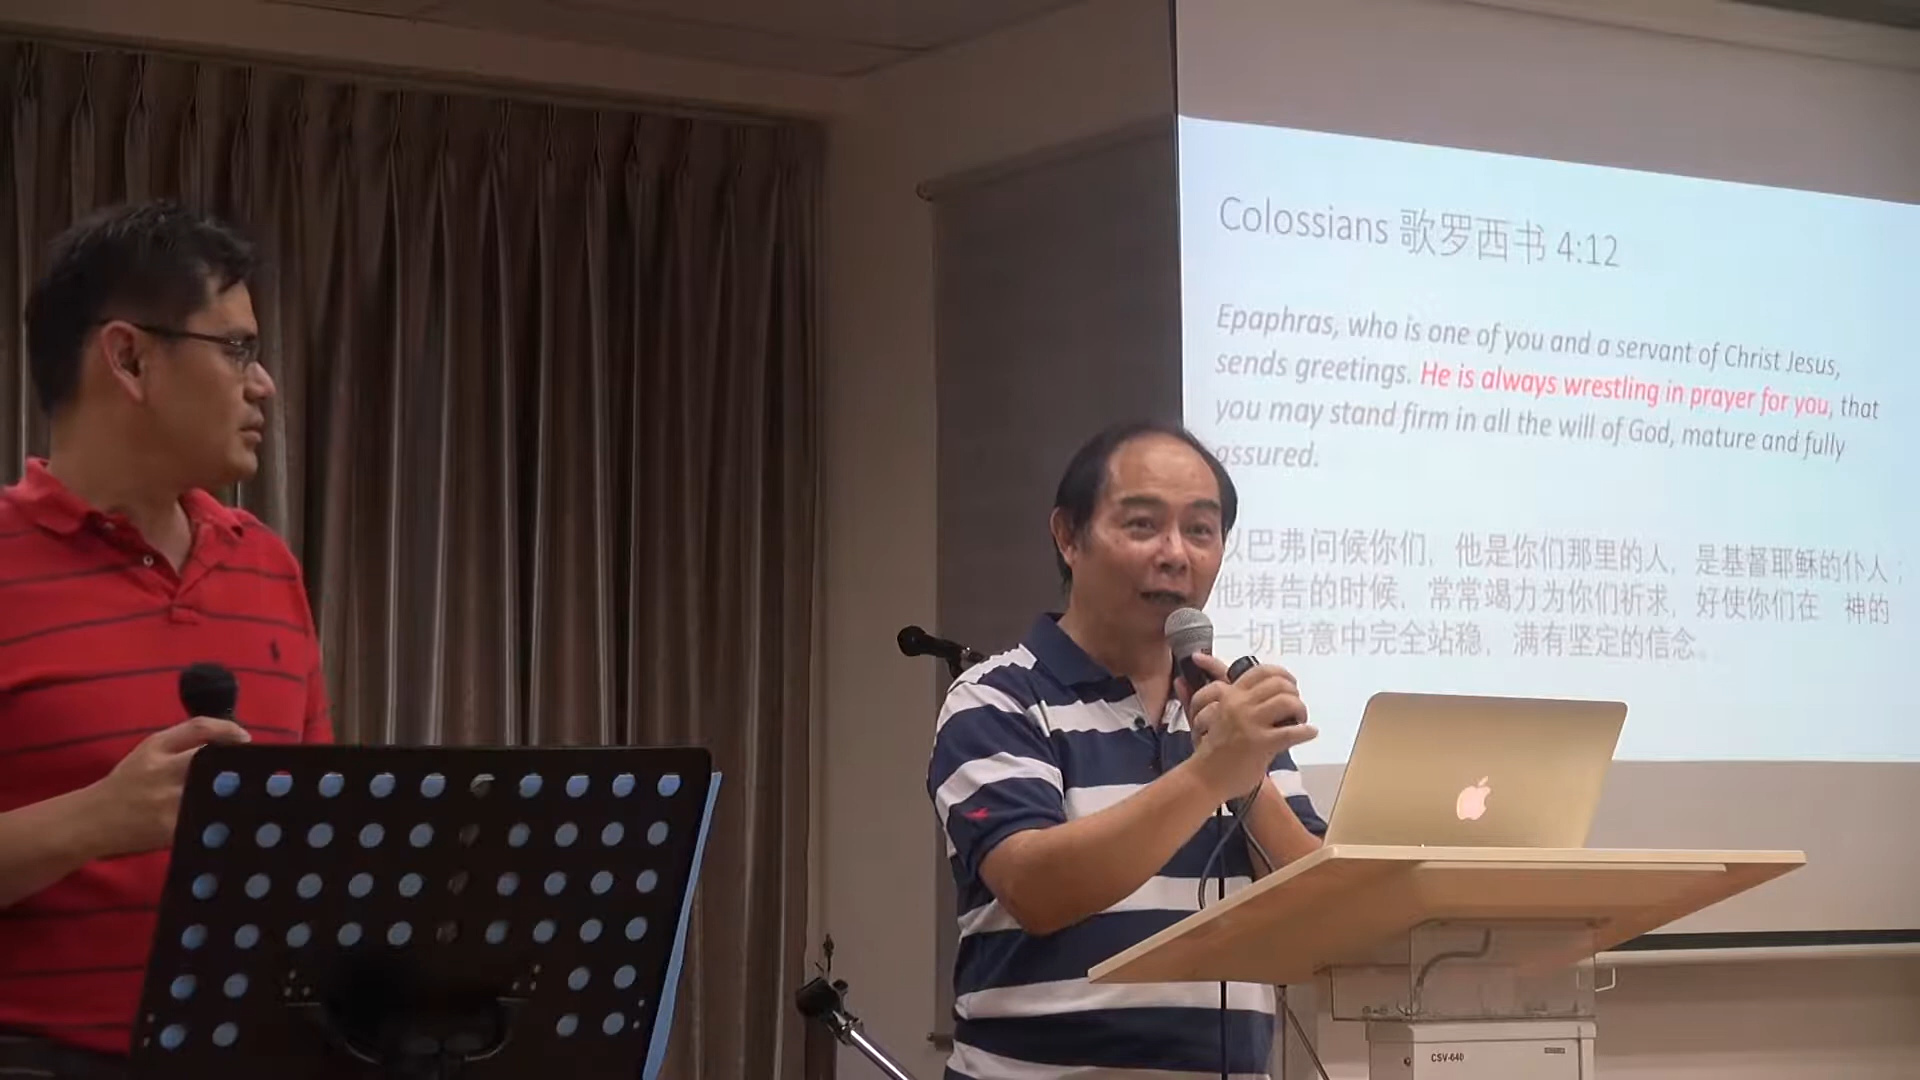 Colossians 歌罗西书 4:12
Epaphras, who is one of you and a servant of Christ Jesus,
sends greetings. He is always wrestling in prayer for you, that
you may stand firm in all the will of God, mature and fully
assured.
以巴弗问候你们，他是你们那里的人，是基督耶稣的仆人；
他祷告的时候，常常竭力为你们祈求，好使你们在 神的
一切旨意中完全站稳，满有坚定的信念。
CSV-640